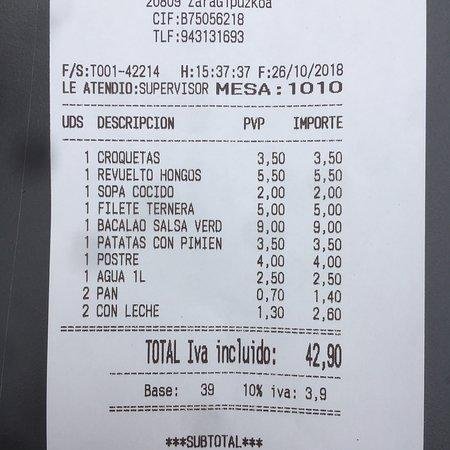 20809 ZaraGipuzkoa
CIF:B75056218
TLF:943131693
F/S:T001-42214 H:15:37:37 F:26/10/2018
LE ATENDIO:SUPERVISOR MESA:1010
UDS DESCRIPCION PVP IMPORTE
1 CROQUETAS 3,50 3,50
1 REVUELTO HONGOS 5,50 5,50
1 SOPA COCIDO 2,00 2,00
1 FILETE TERNERA 5,00 5,00
1 BACALAO SALSA VERD 9,00 9,00
1 PATATAS CON PIMIEN 3,50 3,50
1 POSTRE 4,00 4,00
1 AGUA 1L 2,50 2,50
2 PAN 0,70 1,40
2 CON LECHE 1,30 2,60
TOTAL Iva incluido: 42,90
Base: 39 10% iva: 3,9
***SUBTOTAL***